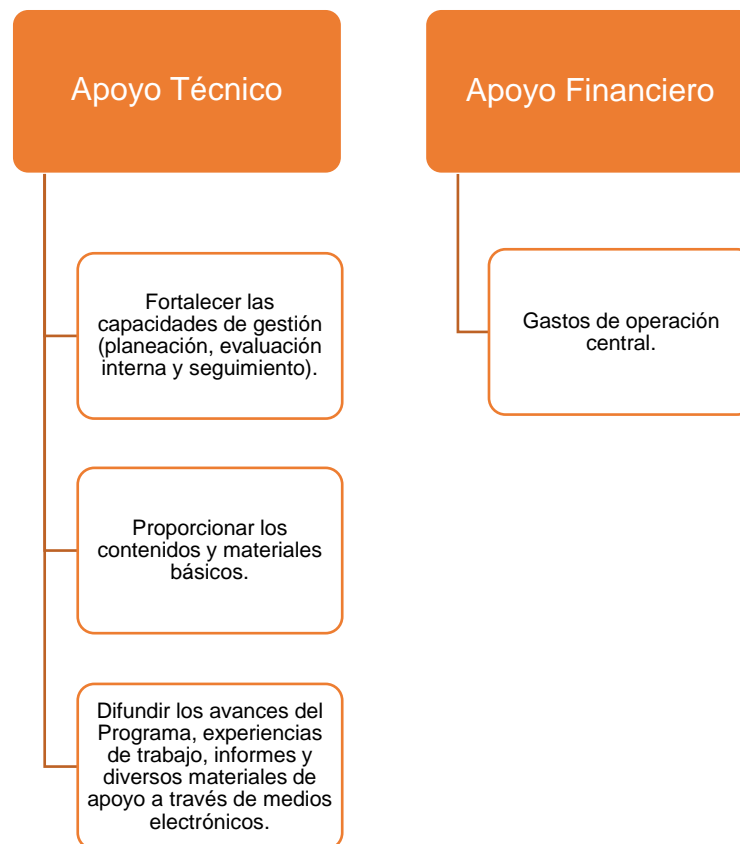 Apoyo Técnico
Fortalecer las
capacidades de gestión
(planeación, evaluación
interna y seguimiento).
Proporcionar los
contenidos y materiales
básicos.
Difundir los avances del
Programa, experiencias
de trabajo, informes y
diversos materiales de
apoyo a través de medios
electrónicos.
Apoyo Financiero
Gastos de operación
central.